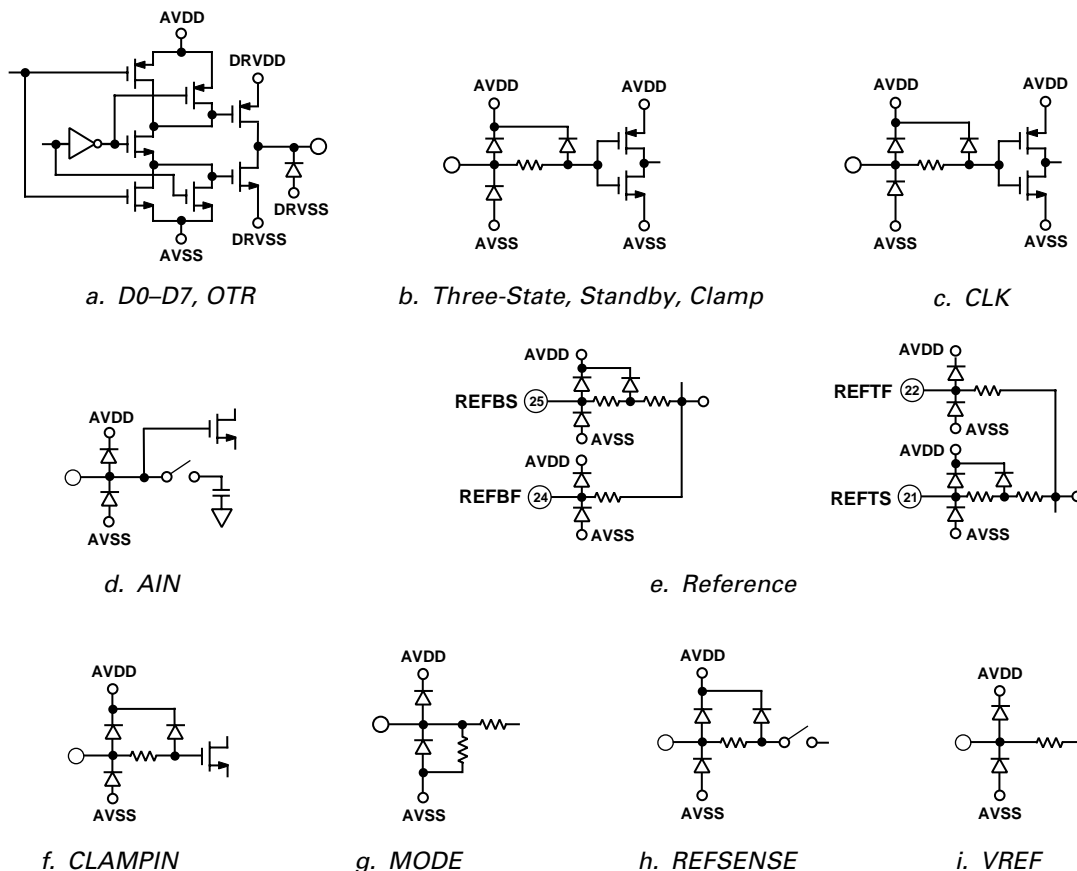 AVDD
DRVDD
DRVSS
AVSS
DRVSS
a. D0–D7, OTR
AVDD
AVDD
AVSS
AVSS
b. Three-State, Standby, Clamp
AVDD
AVDD
AVSS
AVSS
c. CLK
AVDD
AVSS
d. AIN
AVDD
REFBS 25
AVSS
AVDD
REFBF 24
AVSS
AVDD
REFTF 22
AVSS
AVDD
REFTS 21
AVSS
e. Reference
AVDD
AVSS
f. CLAMPIN
AVDD
AVSS
g. MODE
AVDD
AVSS
h. REFSENSE
AVDD
AVSS
i. VREF